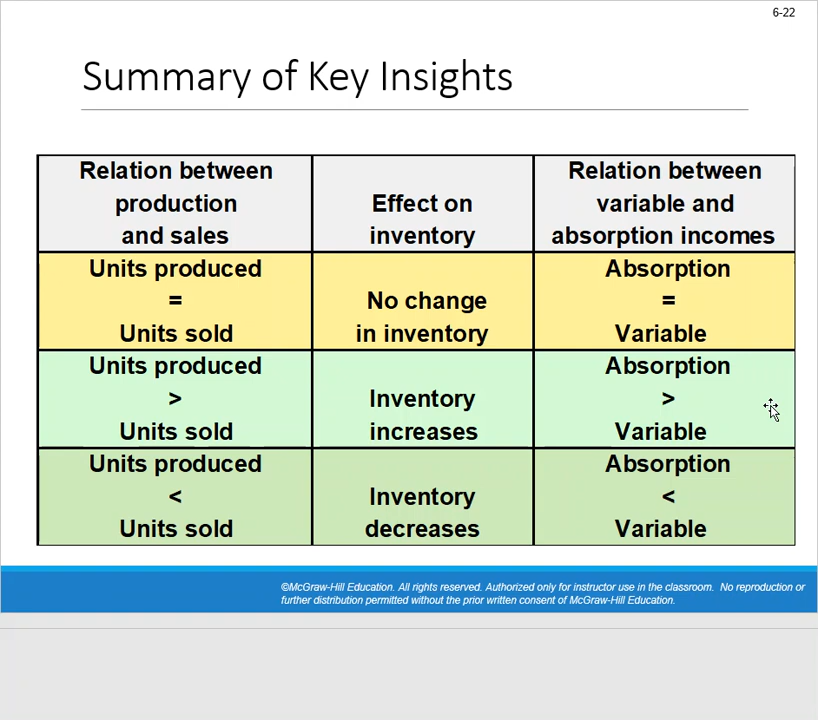 6-22
Summary of Key Insights
Relation between
production
and sales
Effect on
inventory
Relation between
variable and
absorption incomes
Units produced
=
Units sold
No change
in inventory
Absorption
=
Variable
Units produced
>
Units sold
Inventory
increases
Absorption
>
Variable
Units produced
<
Units sold
Inventory
decreases
Absorption
<
Variable
©McGraw-Hill Education. All rights reserved. Authorized only for instructor use in the classroom. No reproduction or
further distribution permitted without the prior written consent of McGraw-Hill Education.